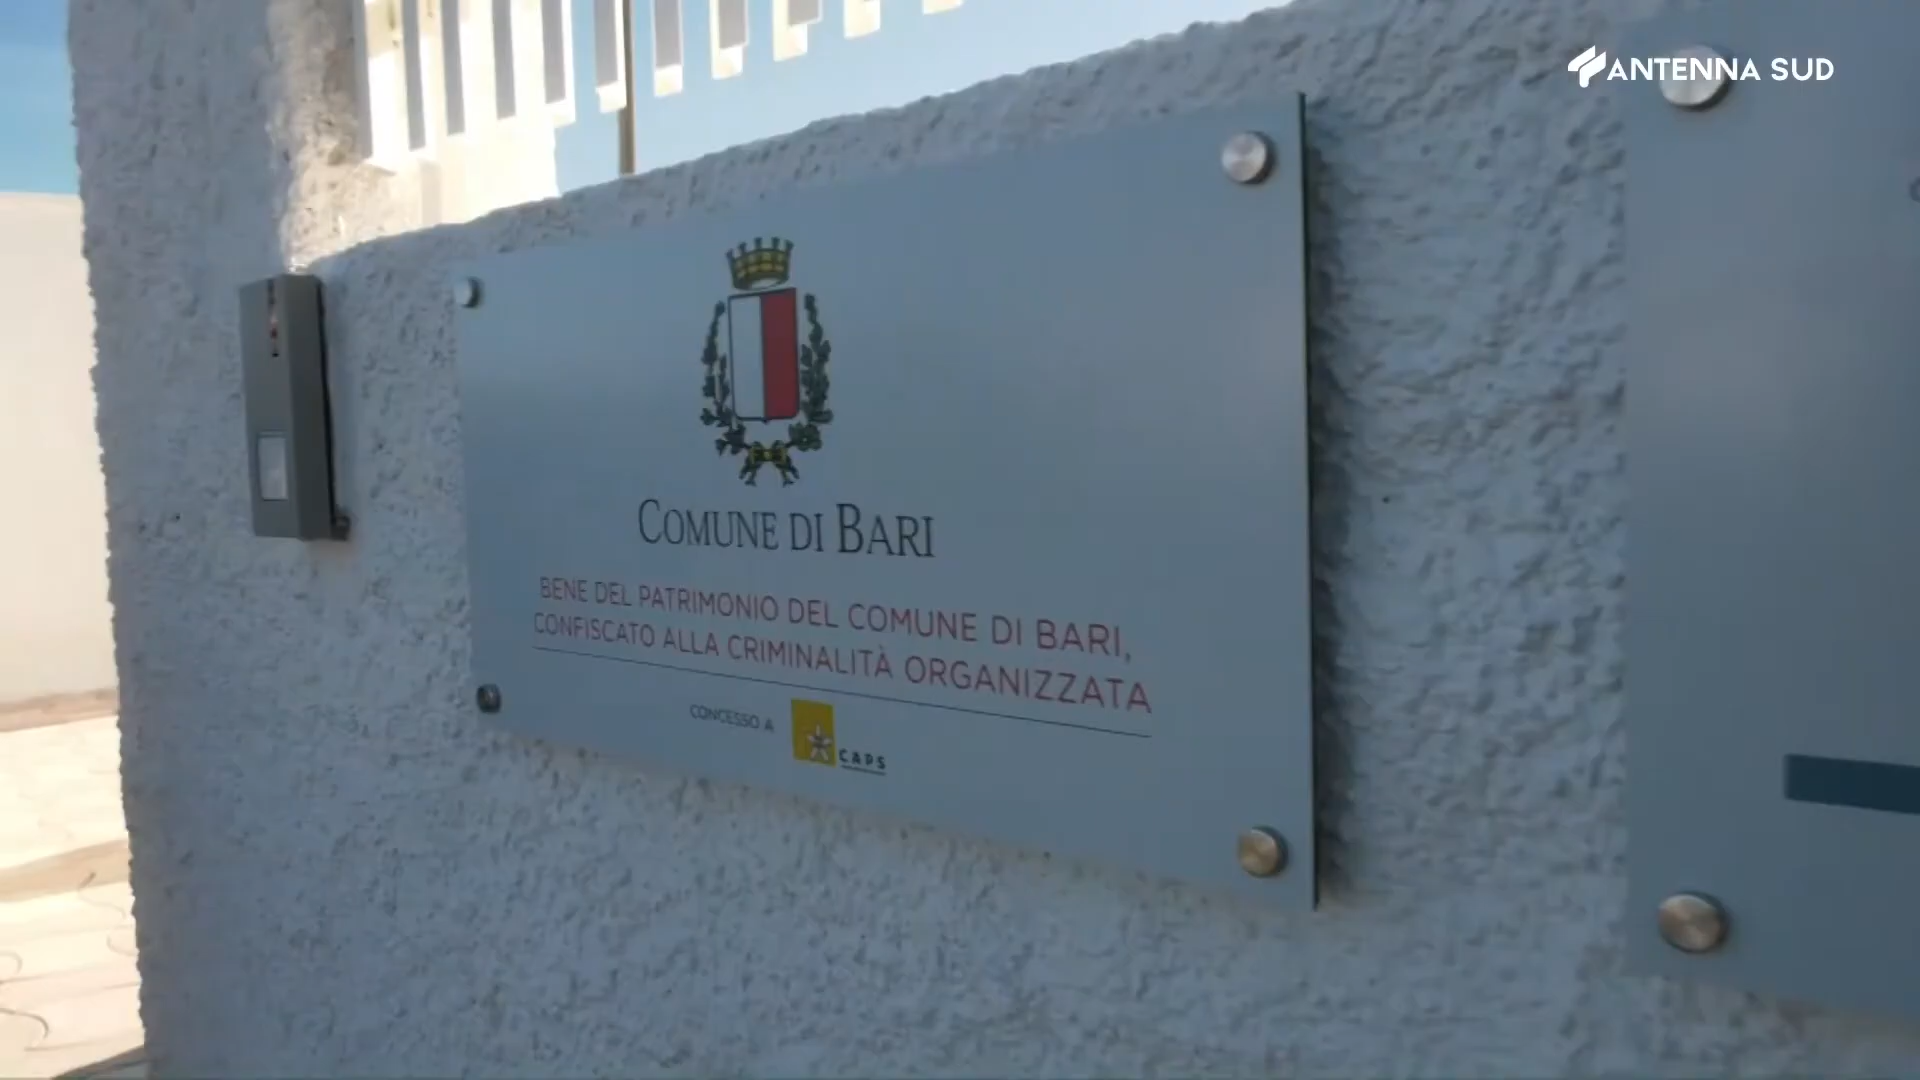 ANTENNA SUD
COMUNE DI BARI
BENE DEL PATRIMONIO DEL COMUNE DI BARI,
CONFISCATO ALLA CRIMINALITÀ ORGANIZZATA
CONCESSO A
CAPS